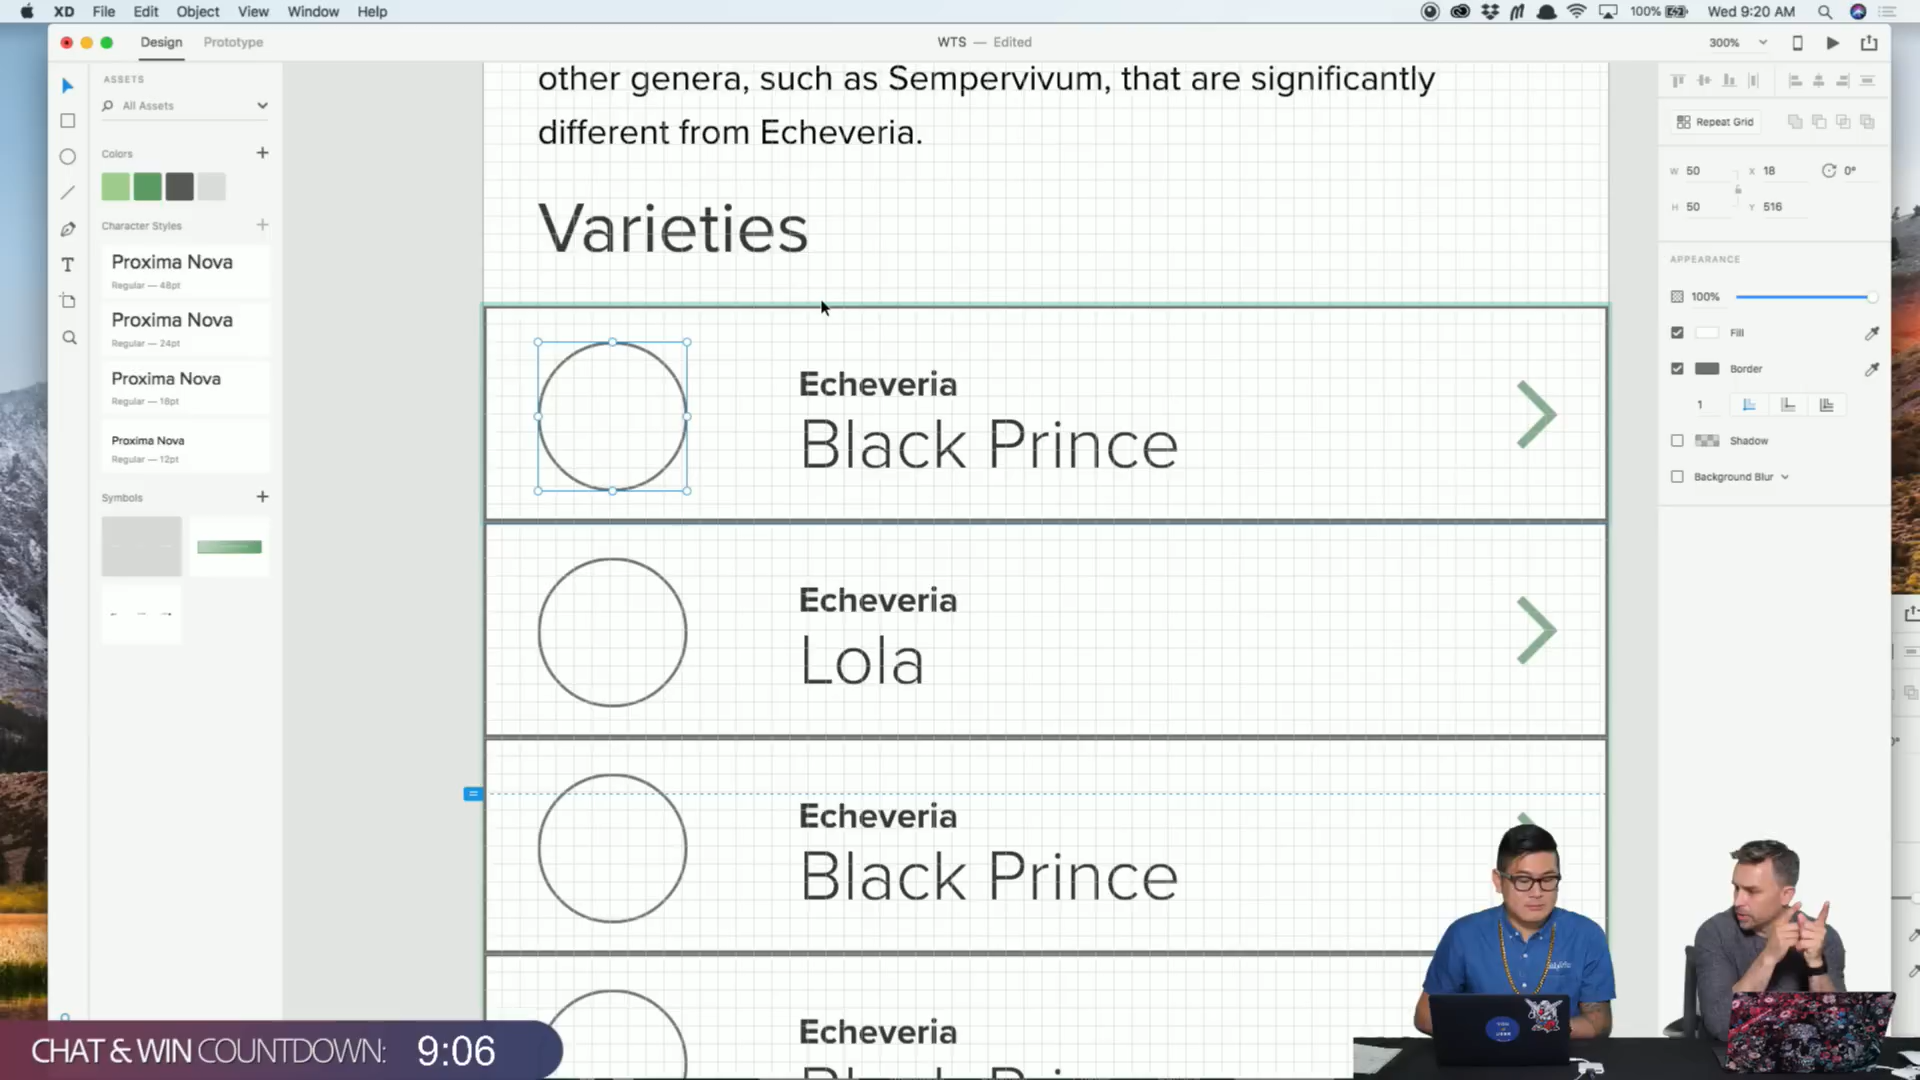 XD File Edit Object View Window Help
100% Wed 9:20 AM
Design Prototype
WTS — Edited
300%
ASSETS
All Assets
Colors
Character Styles
Proxima Nova
Regular — 48pt
Proxima Nova
Regular — 24pt
Proxima Nova
Regular — 18pt
Proxima Nova
Regular — 12pt
Symbols
other genera, such as Sempervivum, that are significantly
different from Echeveria.
Varieties
Echeveria
Black Prince
Echeveria
Lola
Echeveria
Black Prince
Echeveria
Black Prince
Repeat Grid
W 50 X 18 0°
H 50 Y 516
APPEARANCE
100%
Fill
Border
1
Shadow
Background Blur
CHAT & WIN COUNTDOWN: 9:06